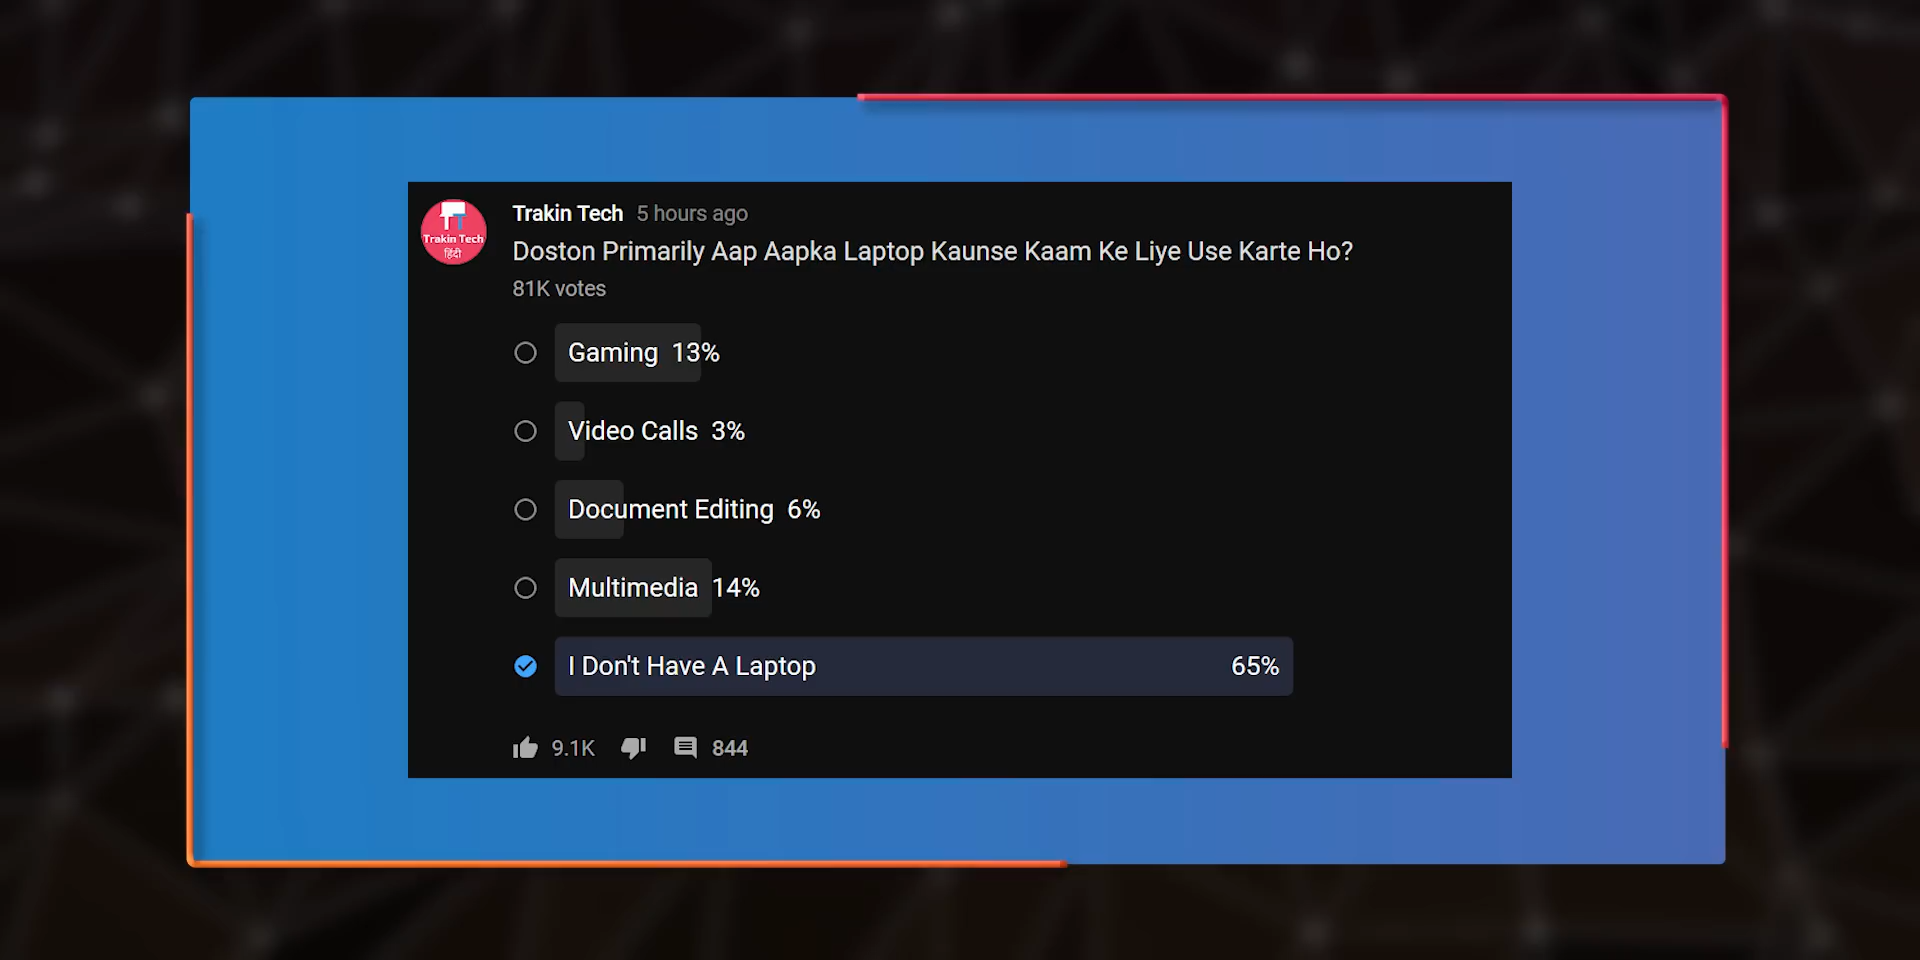 Trakin Tech 5 hours ago
Trakin Tech
हिंदी
Doston Primarily Aap Aapka Laptop Kaunse Kaam Ke Liye Use Karte Ho?
81K votes
Gaming 13%
Video Calls 3%
Document Editing 6%
Multimedia 14%
I Don't Have A Laptop 65%
9.1K 844